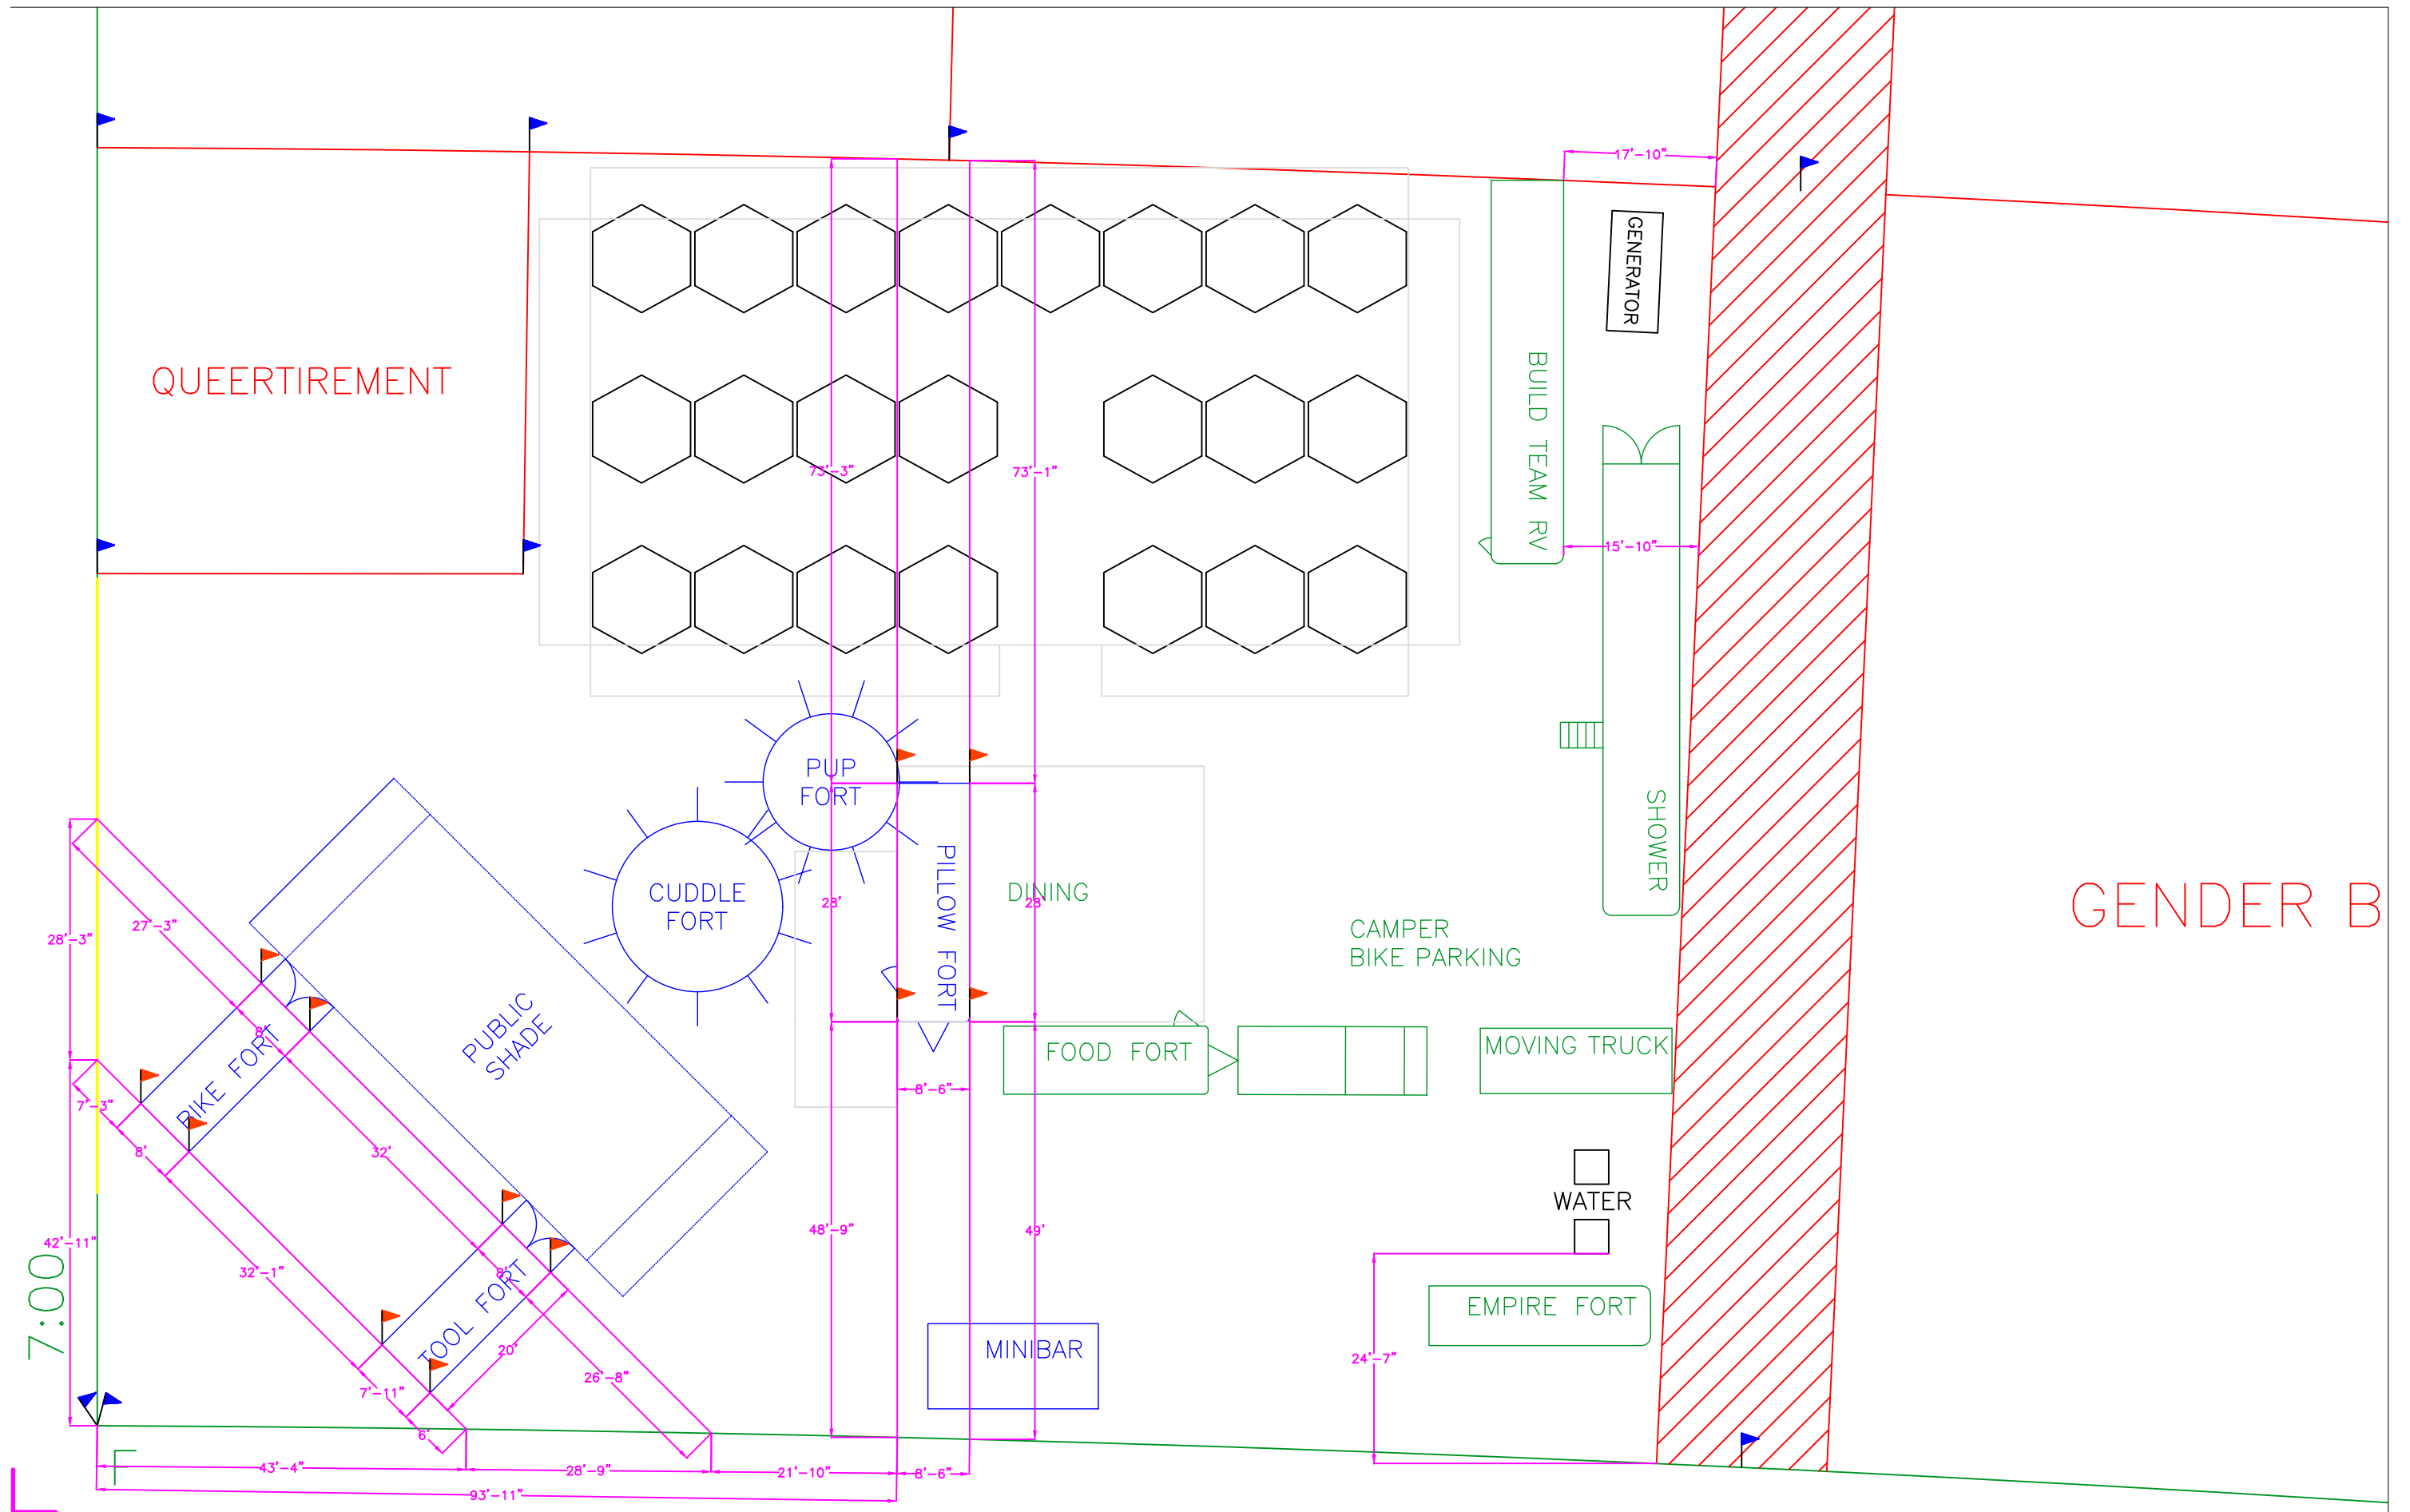 17'-10"
GENERATOR
QUEERTIREMENT
BUILD TEAM RV
73'-3"
73'-1"
15'-10"
PUP
FORT
SHOWER
CUDDLE
FORT
PILLOW FORT
DINING
28'
28'
GENDER B
CAMPER
BIKE PARKING
28'-3"
27'-3"
8'
PUBLIC
SHADE
BIKE FORT
FOOD FORT
MOVING TRUCK
8'-6"
7'-3"
8'
32'
WATER
48'-9"
49'
42'-11"
7:00
32'-1"
8'
TOOL FORT
EMPIRE FORT
MINIBAR
24'-7"
20'
26'-8"
7'-11"
6'
43'-4"
28'-9"
21'-10"
8'-6"
93'-11"